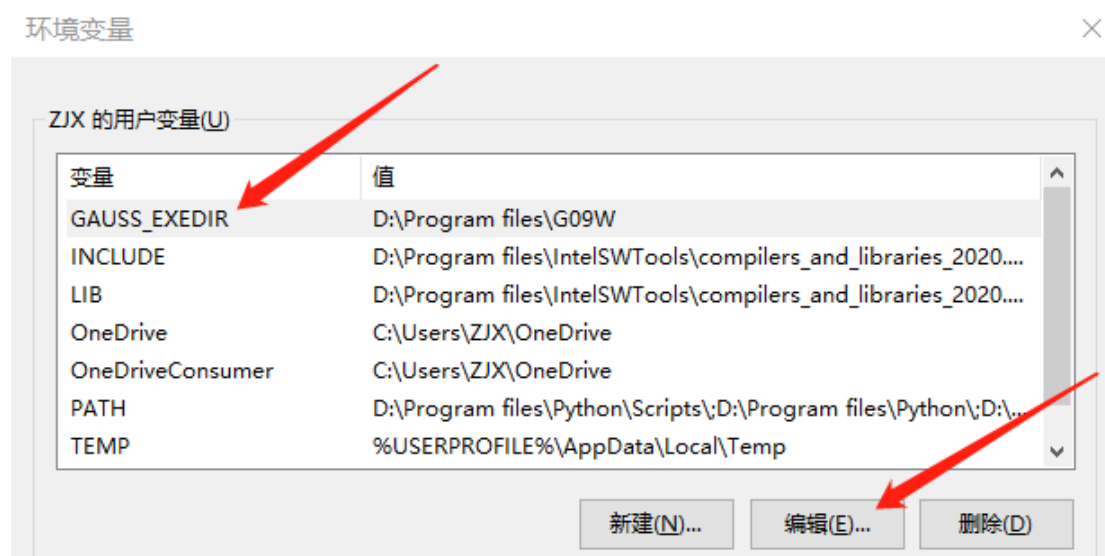 环境变量
ZJX 的用户变量(U)
变量 值
GAUSS_EXEDIR D:\Program files\G09W
INCLUDE D:\Program files\IntelSWTools\compilers_and_libraries_2020....
LIB D:\Program files\IntelSWTools\compilers_and_libraries_2020....
OneDrive C:\Users\ZJX\OneDrive
OneDriveConsumer C:\Users\ZJX\OneDrive
PATH D:\Program files\Python\Scripts\;D:\Program files\Python\;D:\...
TEMP %USERPROFILE%\AppData\Local\Temp
新建(N)... 编辑(E)... 删除(D)